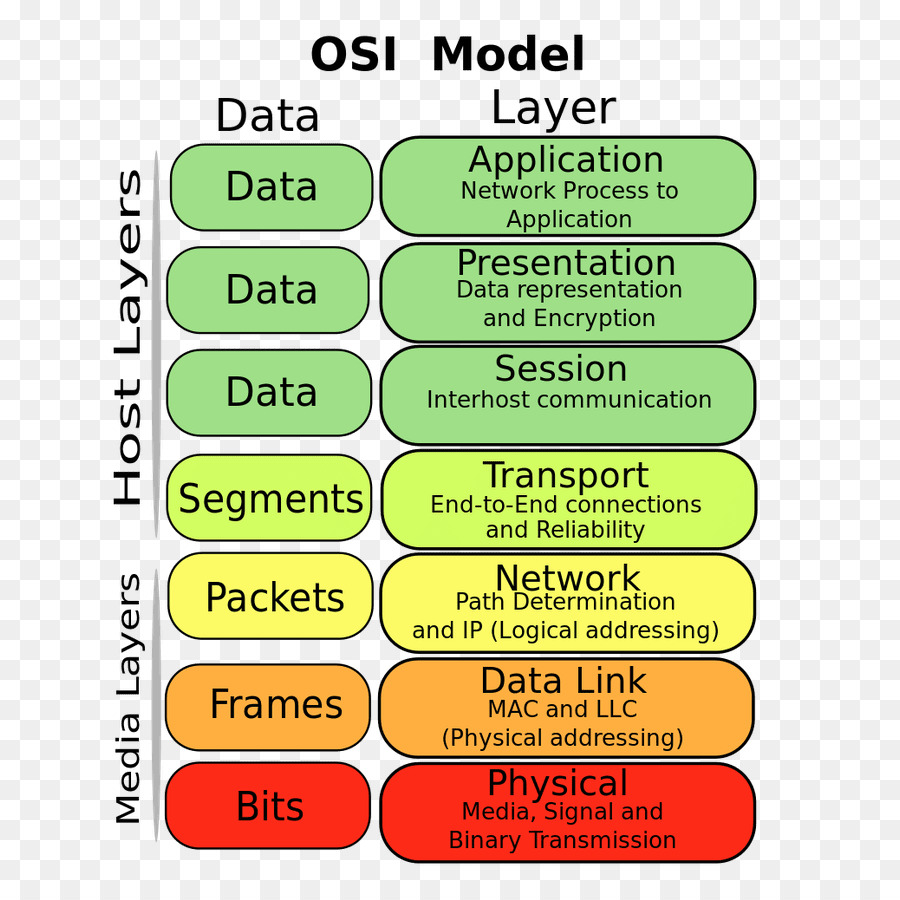 OSI Model
Data
Layer
Host Layers
Data
Application
Network Process to
Application
Data
Presentation
Data representation
and Encryption
Data
Session
Interhost communication
Segments
Transport
End-to-End connections
and Reliability
Media Layers
Packets
Network
Path Determination
and IP (Logical addressing)
Frames
Data Link
MAC and LLC
(Physical addressing)
Bits
Physical
Media, Signal and
Binary Transmission